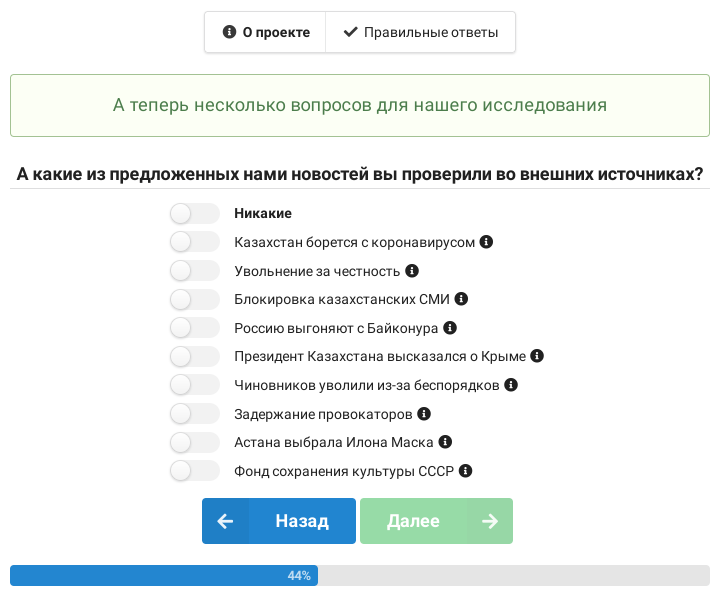 О проекте
Правильные ответы
А теперь несколько вопросов для нашего исследования
А какие из предложенных нами новостей вы проверили во внешних источниках?
Никакие
Казахстан борется с коронавирусом
Увольнение за честность
Блокировка казахстанских СМИ
Россию выгоняют с Байконура
Президент Казахстана высказался о Крыме
Чиновников уволили из-за беспорядков
Задержание провокаторов
Астана выбрала Илона Маска
Фонд сохранения культуры СССР
Назад
Далее
44%